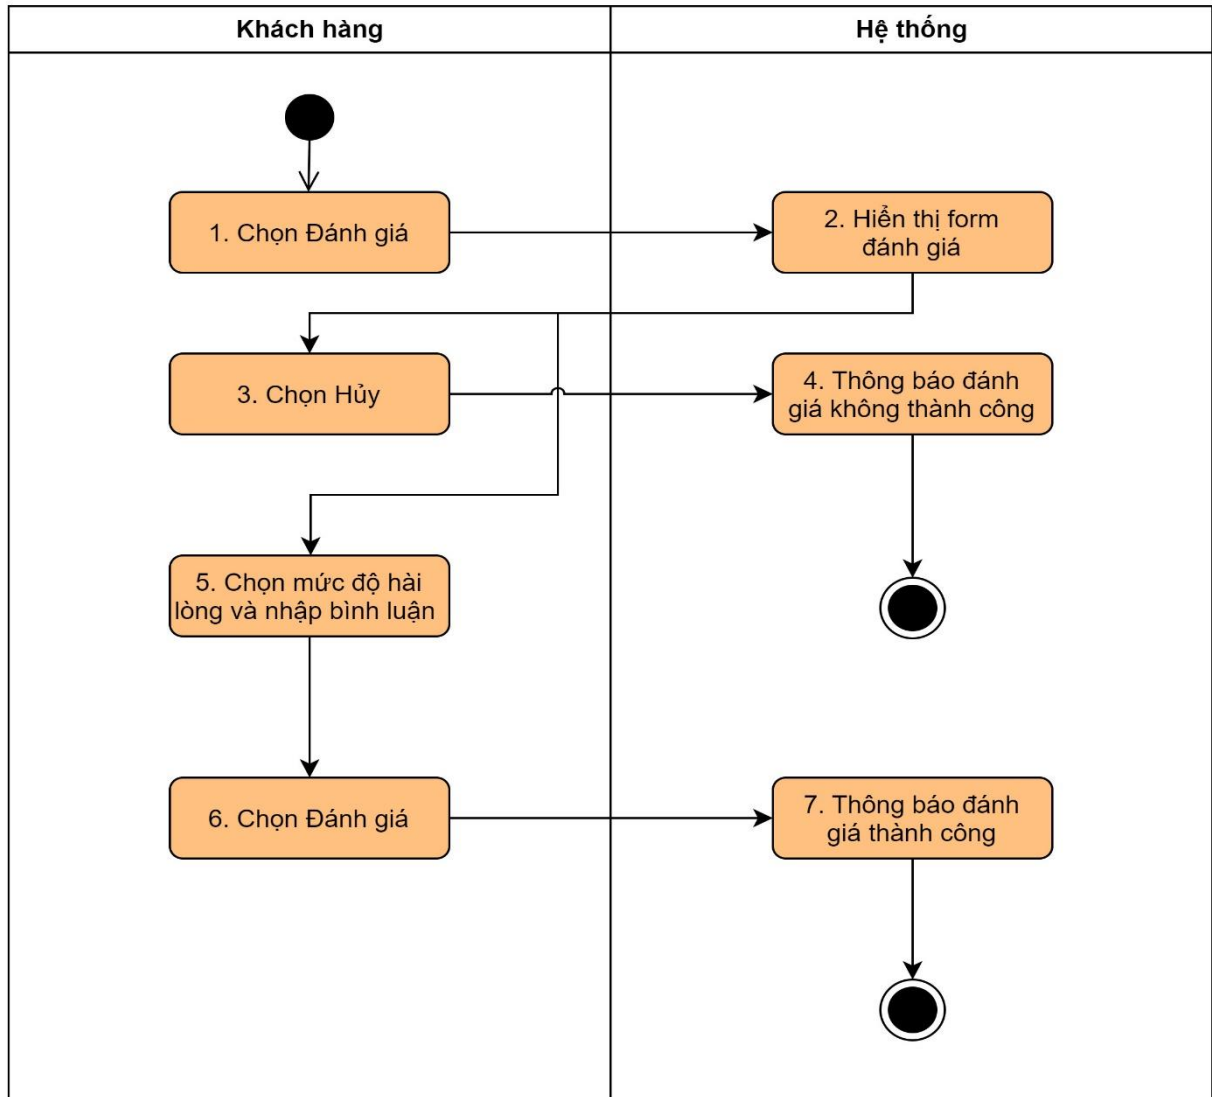 Khách hàng
Hệ thống
1. Chọn Đánh giá
2. Hiển thị form
đánh giá
3. Chọn Hủy
4. Thông báo đánh
giá không thành công
5. Chọn mức độ hài
lòng và nhập bình luận
6. Chọn Đánh giá
7. Thông báo đánh
giá thành công